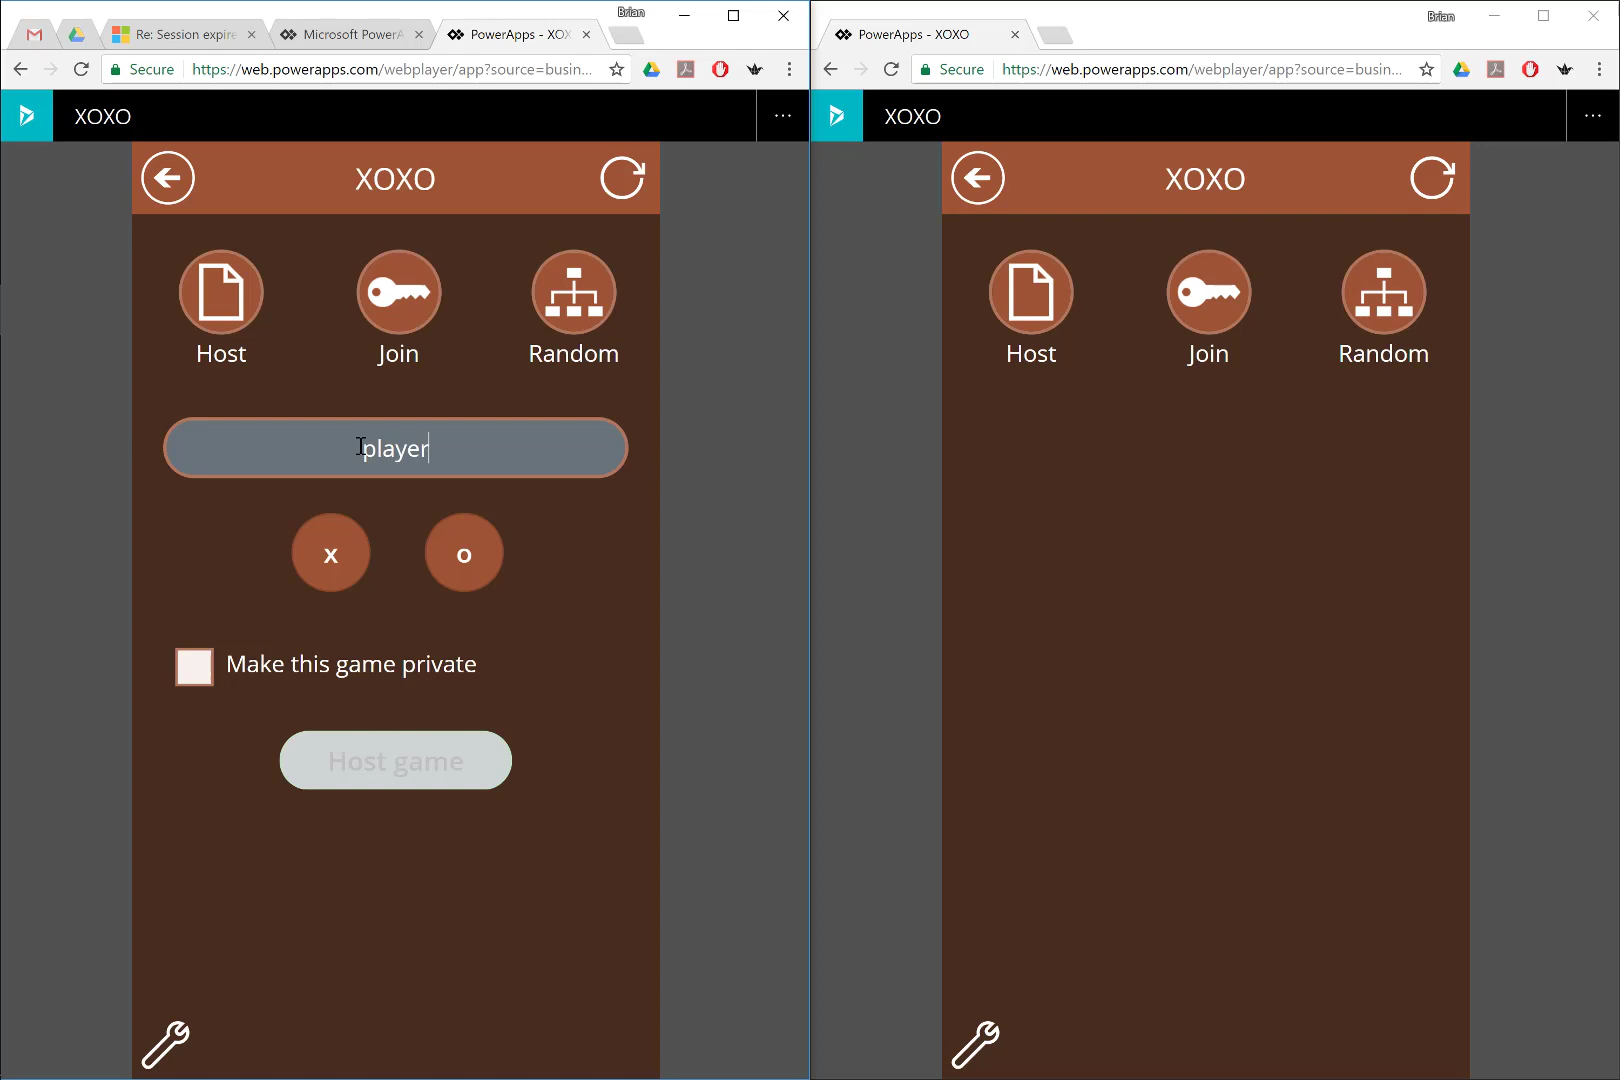 Brian
Re: Session expire
Microsoft PowerA
PowerApps - XOX
Secure
https://web.powerapps.com/webplayer/app?source=busin...
XOXO
...
XOXO
Host
Join
Random
player
x
o
Make this game private
Host game
Brian
PowerApps - XOXO
Secure
https://web.powerapps.com/webplayer/app?source=busin...
XOXO
...
XOXO
Host
Join
Random